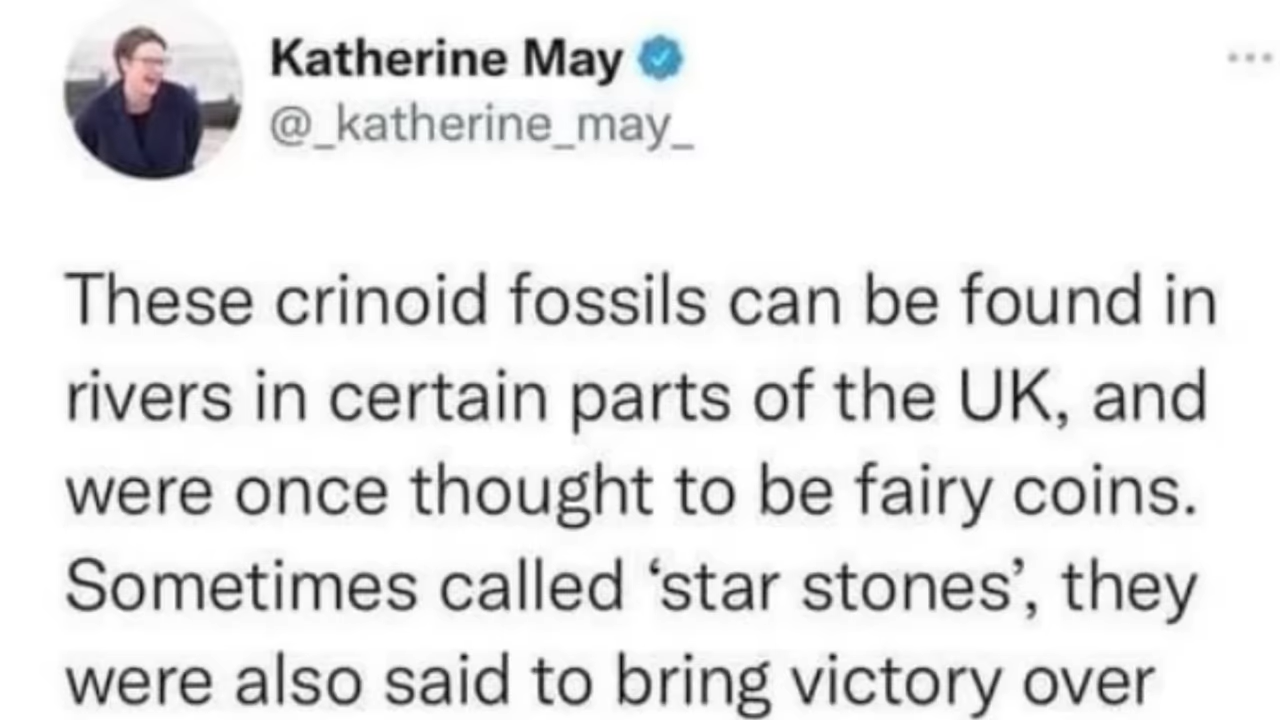 Katherine May
@_katherine_may_
These crinoid fossils can be found in
rivers in certain parts of the UK, and
were once thought to be fairy coins.
Sometimes called ‘star stones’, they
were also said to bring victory over